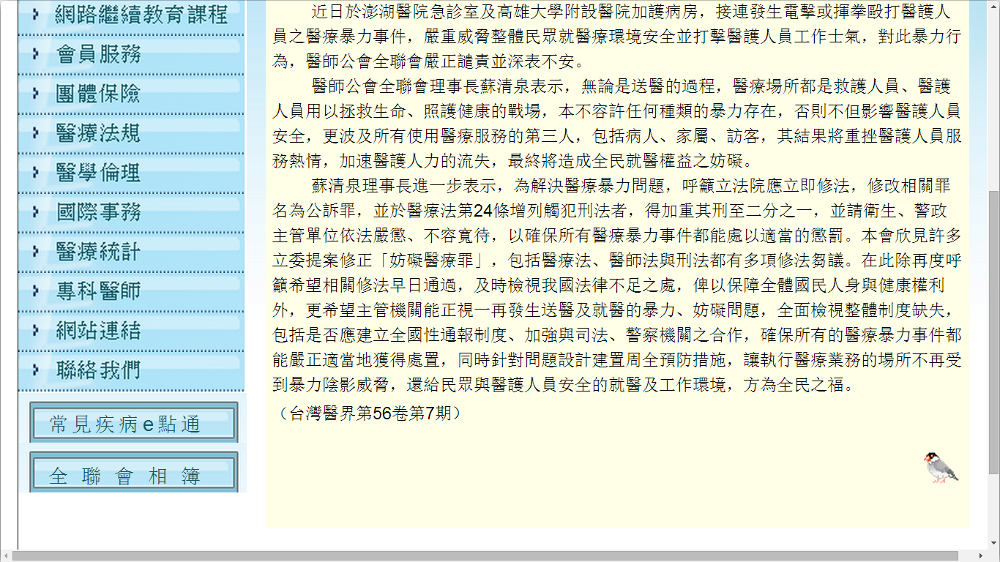 網路繼續教育課程
會員服務
團體保險
醫療法規
醫學倫理
國際事務
醫療統計
專科醫師
網站連結
聯絡我們
常見疾病e點通
全聯會相簿
近日於澎湖醫院急診室及高雄大學附設醫院加護病房，接連發生電擊或揮拳毆打醫護人
員之醫療暴力事件，嚴重威脅整體民眾就醫療環境安全並打擊醫護人員工作士氣，對此暴力行
為，醫師公會全聯會嚴正譴責並深表不安。
醫師公會全聯會理事長蘇清泉表示，無論是送醫的過程，醫療場所都是救護人員、醫護
人員用以拯救生命、照護健康的戰場，本不容許任何種類的暴力存在，否則不但影響醫護人員
安全，更波及所有使用醫療服務的第三人，包括病人、家屬、訪客，其結果將重挫醫護人員服
務熱情，加速醫護人力的流失，最終將造成全民就醫權益之妨礙。
蘇清泉理事長進一步表示，為解決醫療暴力問題，呼籲立法院應立即修法，修改相關罪
名為公訴罪，並於醫療法第24條增列觸犯刑法者，得加重其刑至二分之一，並請衛生、警政
主管單位依法嚴懲、不容寬待，以確保所有醫療暴力事件都能處以適當的懲罰。本會欣見許多
立委提案修正「妨礙醫療罪」，包括醫療法、醫師法與刑法都有多項修法芻議。在此除再度呼
籲希望相關修法早日通過，及時檢視我國法律不足之處，俾以保障全體國民人身與健康權利
外，更希望主管機關能正視一再發生送醫及就醫的暴力、妨礙問題，全面檢視整體制度缺失，
包括是否應建立全國性通報制度、加強與司法、警察機關之合作，確保所有的醫療暴力事件都
能嚴正適當地獲得處置，同時針對問題設計建置周全預防措施，讓執行醫療業務的場所不再受
到暴力陰影威脅，還給民眾與醫護人員安全的就醫及工作環境，方為全民之福。
（台灣醫界第56卷第7期）